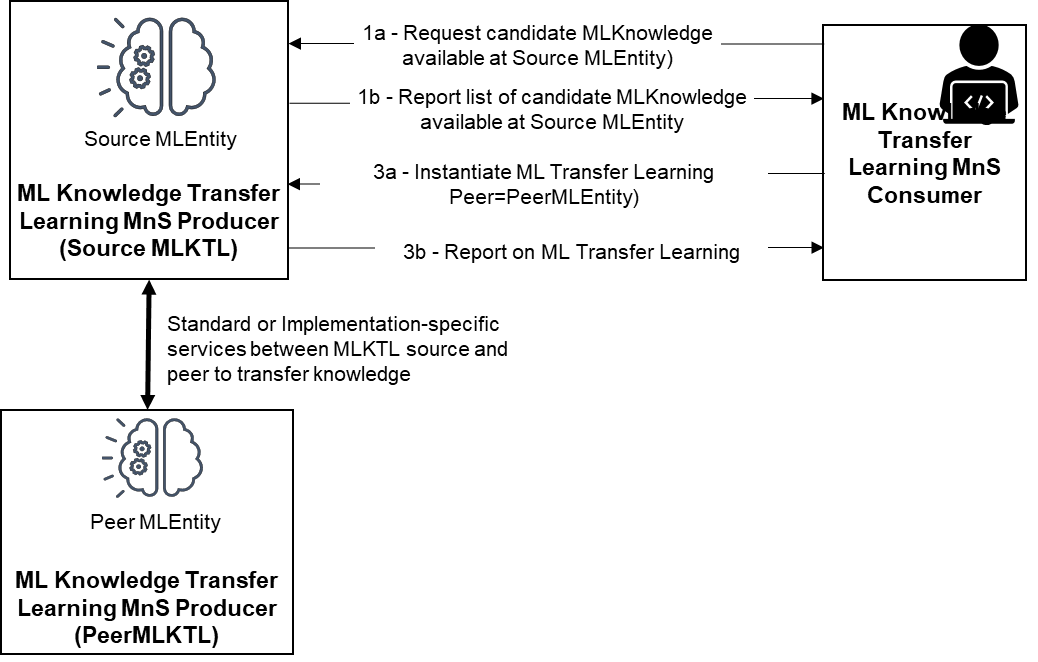 1a - Request candidate MLKnowledge
available at Source MLEntity)
1b - Report list of candidate MLKnowledge
available at Source MLEntity
3a - Instantiate ML Transfer Learning
Peer=PeerMLEntity)
3b - Report on ML Transfer Learning
Source MLEntity
ML Knowledge Transfer
Learning MnS Producer
(Source MLKTL)
ML Knowledge
Transfer
Learning MnS
Consumer
Standard or Implementation-specific
services between MLKTL source and
peer to transfer knowledge
Peer MLEntity
ML Knowledge Transfer
Learning MnS Producer
(PeerMLKTL)